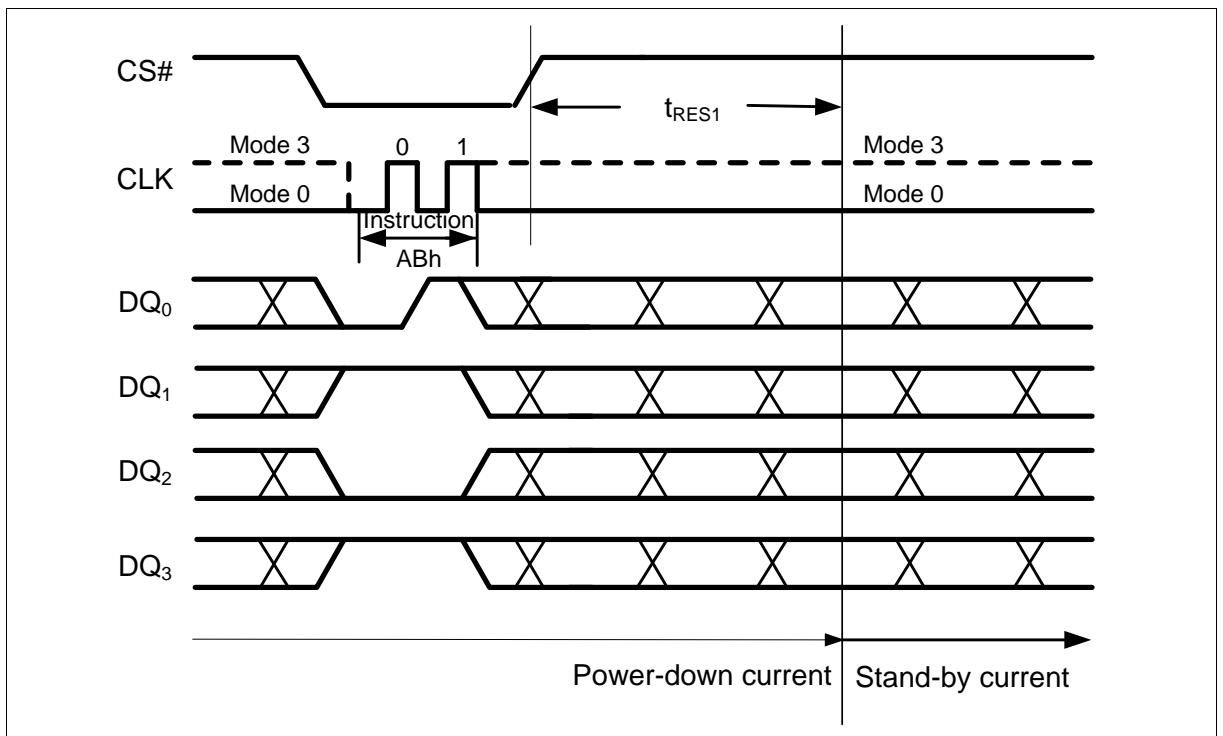 CS#
t_RES1
Mode 3 0 1 Mode 3
CLK
Mode 0 Mode 0
Instruction
ABh
DQ0
DQ1
DQ2
DQ3
Power-down current Stand-by current